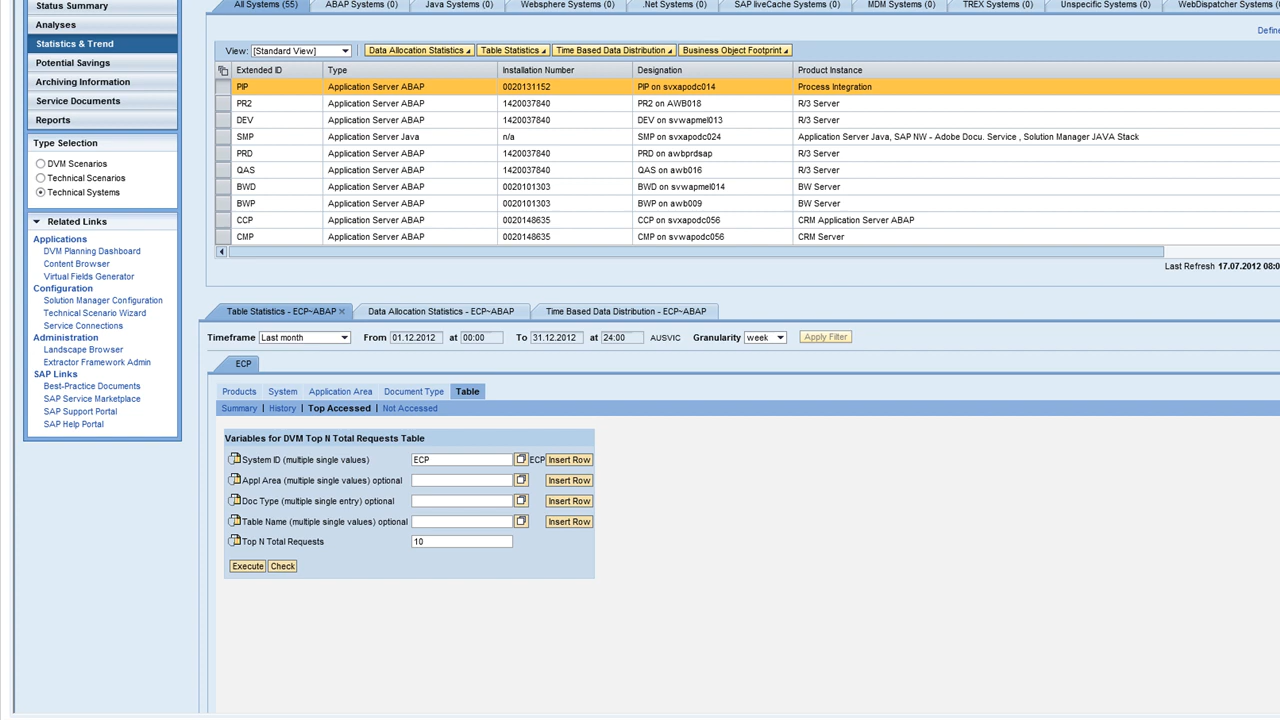 Status Summary
Analyses
Statistics & Trend
Potential Savings
Archiving Information
Service Documents
Reports
Type Selection
DVM Scenarios
Technical Scenarios
Technical Systems
Related Links
Applications
DVM Planning Dashboard
Content Browser
Virtual Fields Generator
Configuration
Solution Manager Configuration
Technical Scenario Wizard
Service Connections
Administration
Landscape Browser
Extractor Framework Admin
SAP Links
Best-Practice Documents
SAP Service Marketplace
SAP Support Portal
SAP Help Portal
All Systems (55) ABAP Systems (0) Java Systems (0) Websphere Systems (0) .Net Systems (0) SAP liveCache Systems (0) MDM Systems (0) TREX Systems (0) Unspecific Systems (0) WebDispatcher Systems
Define
View: [Standard View] Data Allocation Statistics Table Statistics Time Based Data Distribution Business Object Footprint
Extended ID Type Installation Number Designation Product Instance
PIP Application Server ABAP 0020131152 PIP on svxapodc014 Process Integration
PR2 Application Server ABAP 1420037840 PR2 on AWB018 R/3 Server
DEV Application Server ABAP 1420037840 DEV on svwapmel013 R/3 Server
SMP Application Server Java n/a SMP on svxapodc024 Application Server Java, SAP NW - Adobe Docu. Service , Solution Manager JAVA Stack
PRD Application Server ABAP 1420037840 PRD on awbprdsap R/3 Server
QAS Application Server ABAP 1420037840 QAS on awb016 R/3 Server
BWD Application Server ABAP 0020101303 BWD on svwapmel014 BW Server
BWP Application Server ABAP 0020101303 BWP on awb009 BW Server
CCP Application Server ABAP 0020148635 CCP on svxapodc056 CRM Application Server ABAP
CMP Application Server ABAP 0020148635 CMP on svwapodc056 CRM Server
Last Refresh 17.07.2012 08:0
Table Statistics - ECP~ABAP Data Allocation Statistics - ECP~ABAP Time Based Data Distribution - ECP~ABAP
Timeframe Last month From 01.12.2012 at 00:00 To 31.12.2012 at 24:00 AUSVIC Granularity week Apply Filter
ECP
Products System Application Area Document Type Table
Summary | History | Top Accessed | Not Accessed
Variables for DVM Top N Total Requests Table
System ID (multiple single values) ECP ECP Insert Row
Appl Area (multiple single values) optional Insert Row
Doc Type (multiple single entry) optional Insert Row
Table Name (multiple single values) optional Insert Row
Top N Total Requests 10
Execute Check